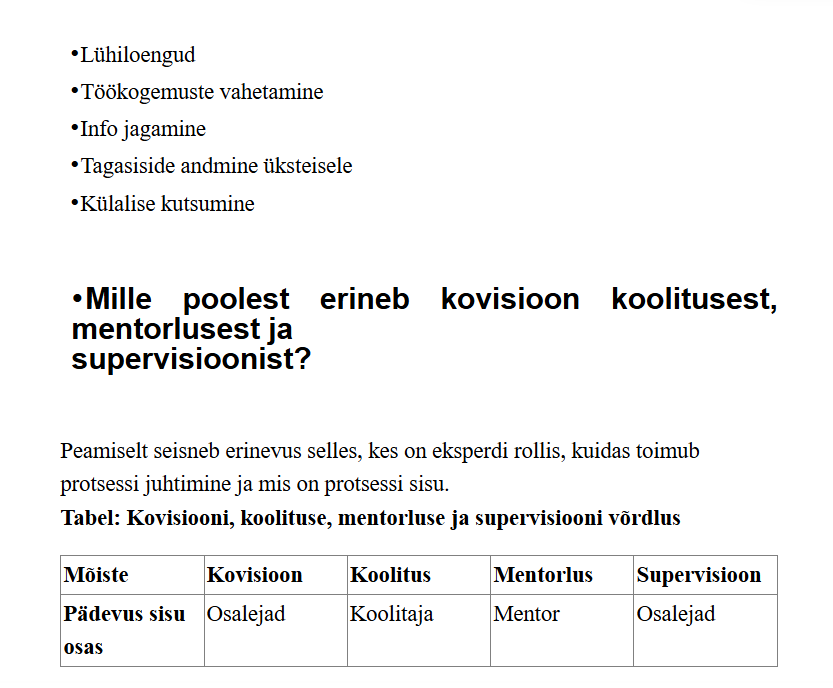 •Lühiloengud
•Töökogemuste vahetamine
•Info jagamine
•Tagasiside andmine üksteisele
•Külalise kutsumine
•Mille poolest erineb kovisioon koolitusest,
mentorlusest ja
supervisioonist?
Peamiselt seisneb erinevus selles, kes on eksperdi rollis, kuidas toimub
protsessi juhtimine ja mis on protsessi sisu.
Tabel: Kovisiooni, koolituse, mentorluse ja supervisiooni võrdlus
Mõiste Kovisioon Koolitus Mentorlus Supervisioon
Pädevus sisu Osalejad Koolitaja Mentor Osalejad
osas